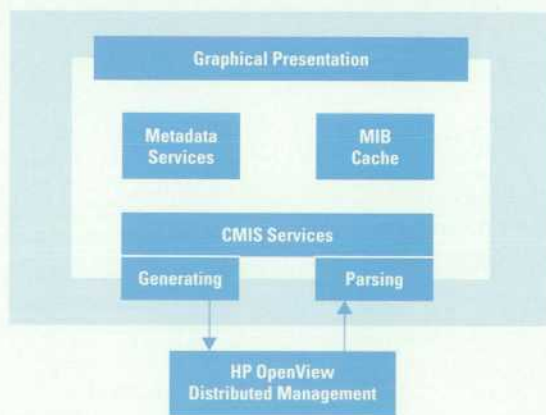 Graphical Presentation
Metadata
Services
MIB
Cache
CMIS Services
Generating
Parsing
HP OpenView
Distributed Management